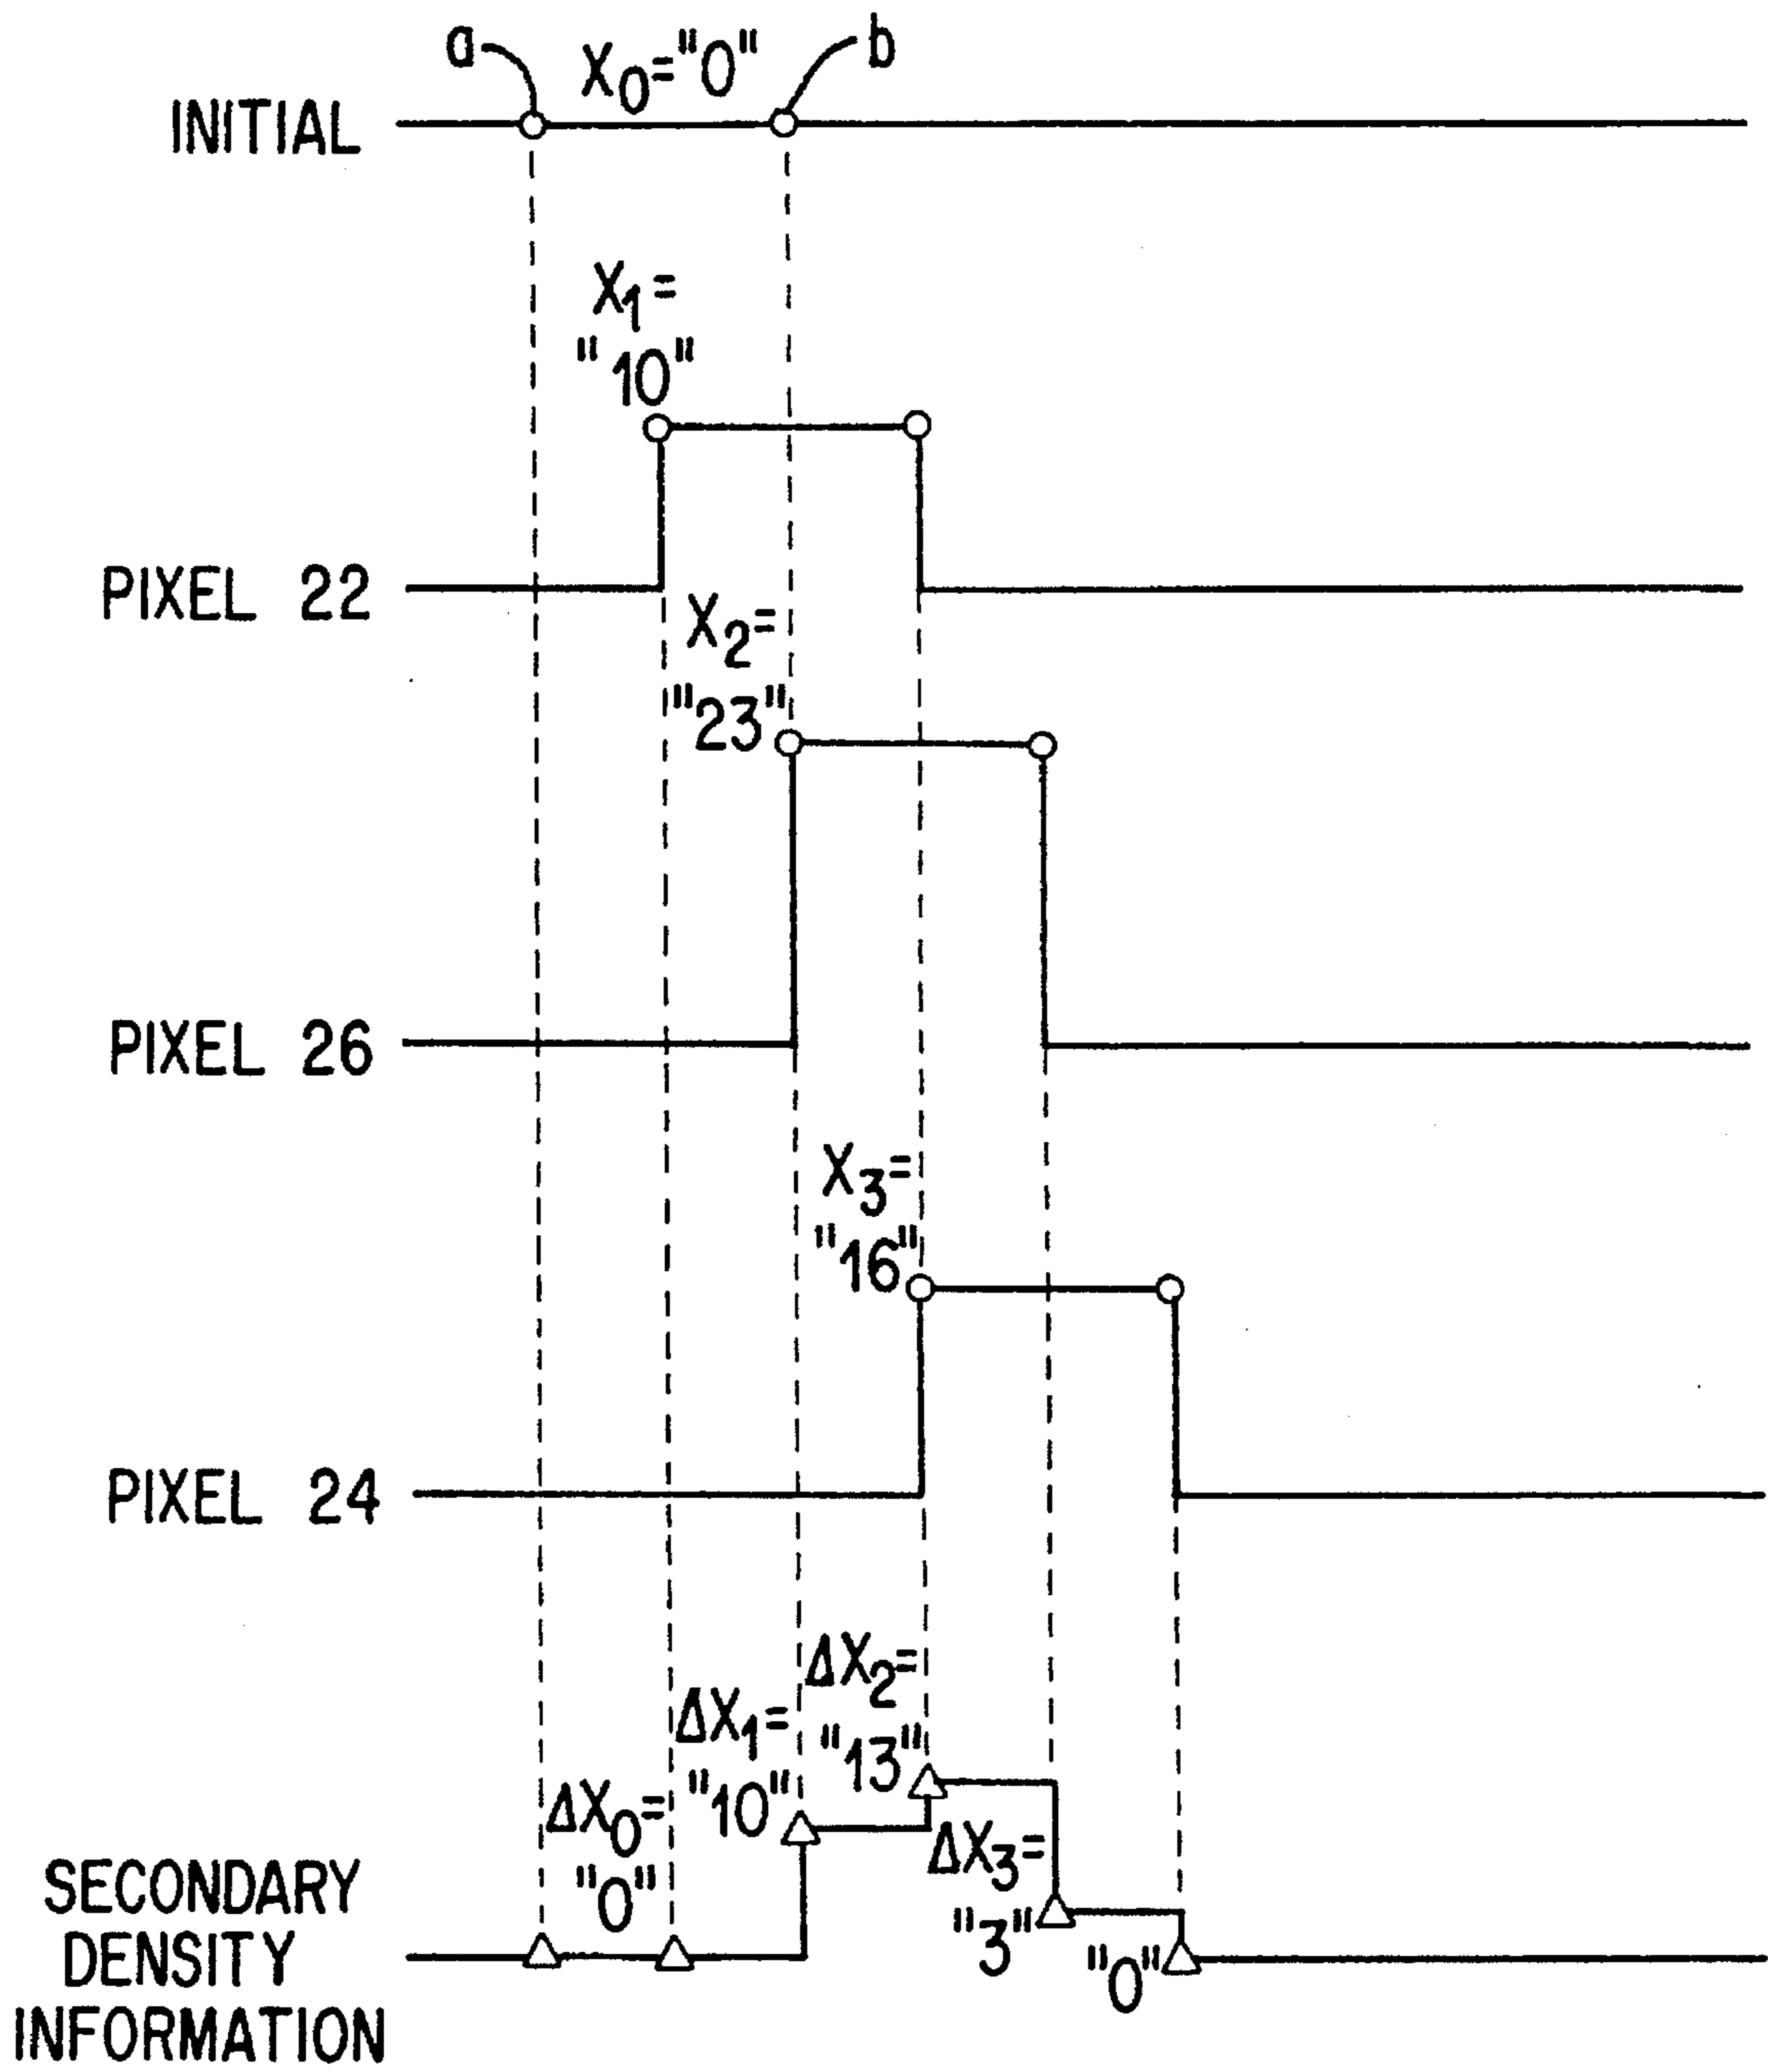 a
X0="0"
b
INITIAL
X1=
"10"
PIXEL 22
X2=
"23"
PIXEL 26
X3=
"16"
PIXEL 24
ΔX2=
"13"
ΔX1=
"10"
ΔX0=
"0"
ΔX3=
"3"
"0"
SECONDARY
DENSITY
INFORMATION